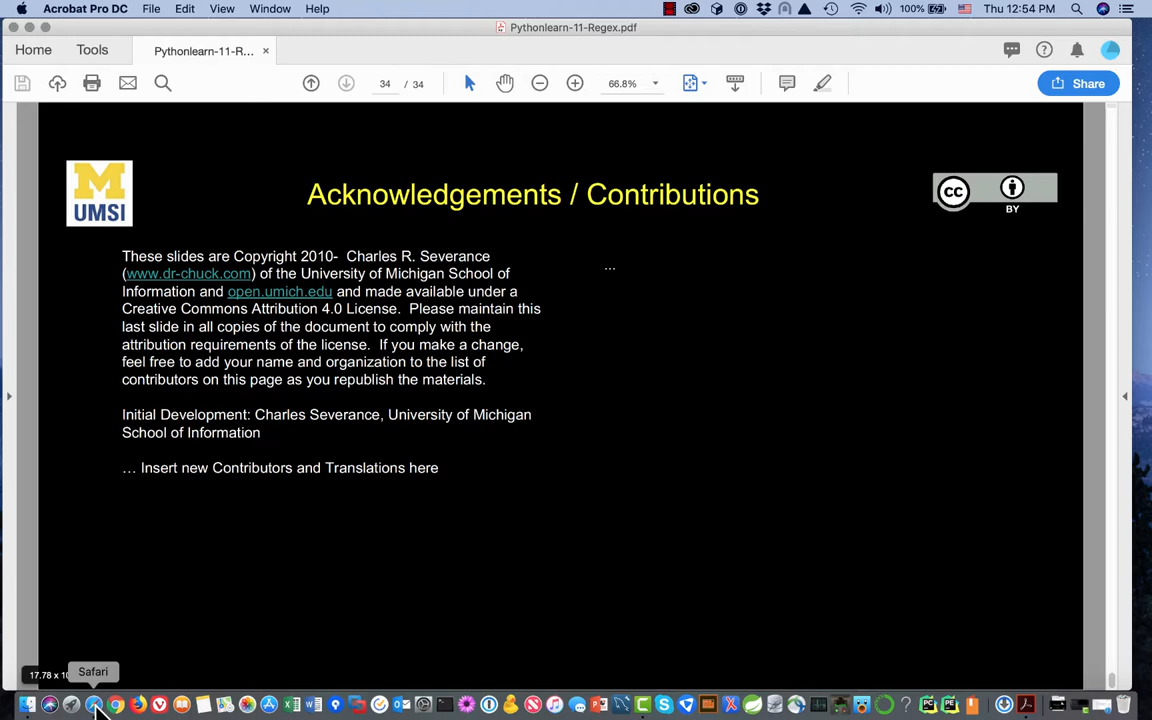 Acrobat Pro DC File Edit View Window Help 100% Thu 12:54 PM
Pythonlearn-11-Regex.pdf
Home Tools Pythonlearn-11-R... ×
34 / 34 66.8% Share
M
UMSI
Acknowledgements / Contributions
cc
BY
These slides are Copyright 2010- Charles R. Severance
(www.dr-chuck.com) of the University of Michigan School of
Information and open.umich.edu and made available under a
Creative Commons Attribution 4.0 License. Please maintain this
last slide in all copies of the document to comply with the
attribution requirements of the license. If you make a change,
feel free to add your name and organization to the list of
contributors on this page as you republish the materials.
Initial Development: Charles Severance, University of Michigan
School of Information
… Insert new Contributors and Translations here
...
Safari
17.78 x